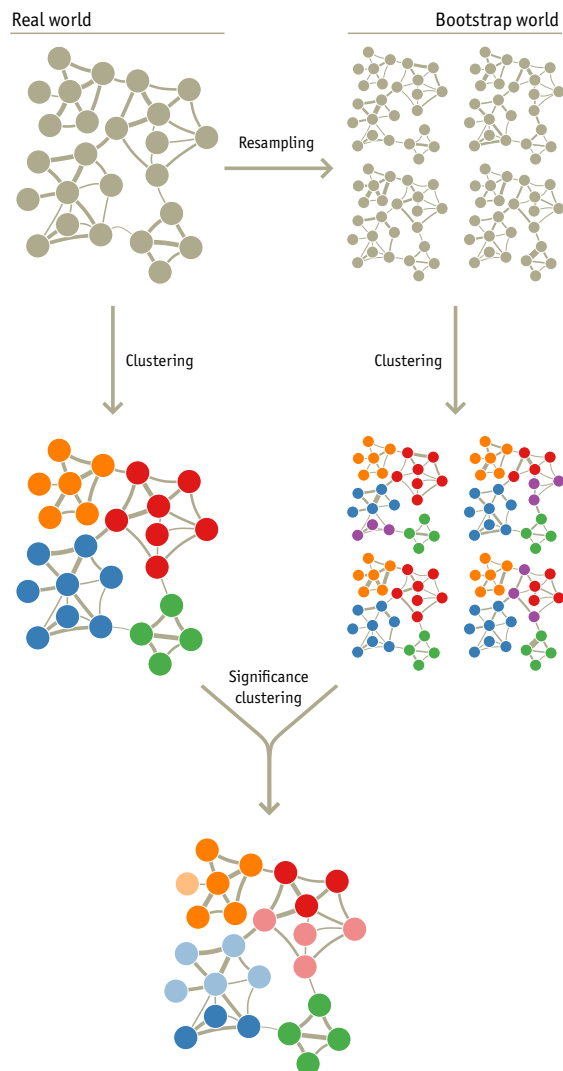 Real world
Bootstrap world
Resampling
Clustering
Clustering
Significance
clustering